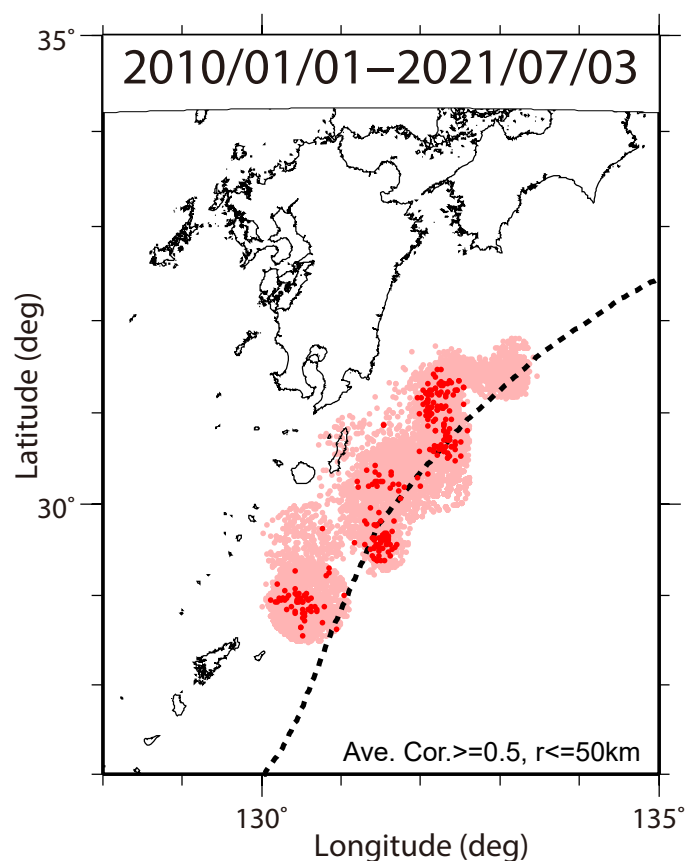 35°
2010/01/01−2021/07/03
Latitude (deg)
30°
Ave. Cor.>=0.5, r<=50km
130°
135°
Longitude (deg)